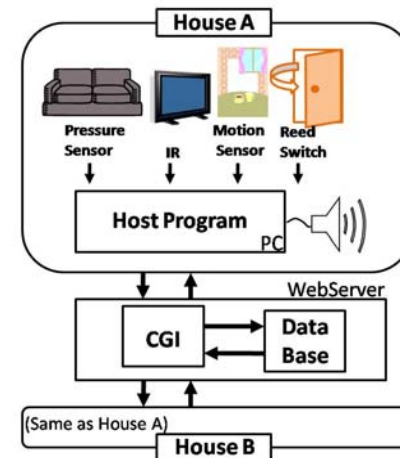 House A
Pressure
Sensor
IR
Motion
Sensor
Reed
Switch
Host Program
PC
WebServer
CGI
Data
Base
(Same as House A)
House B